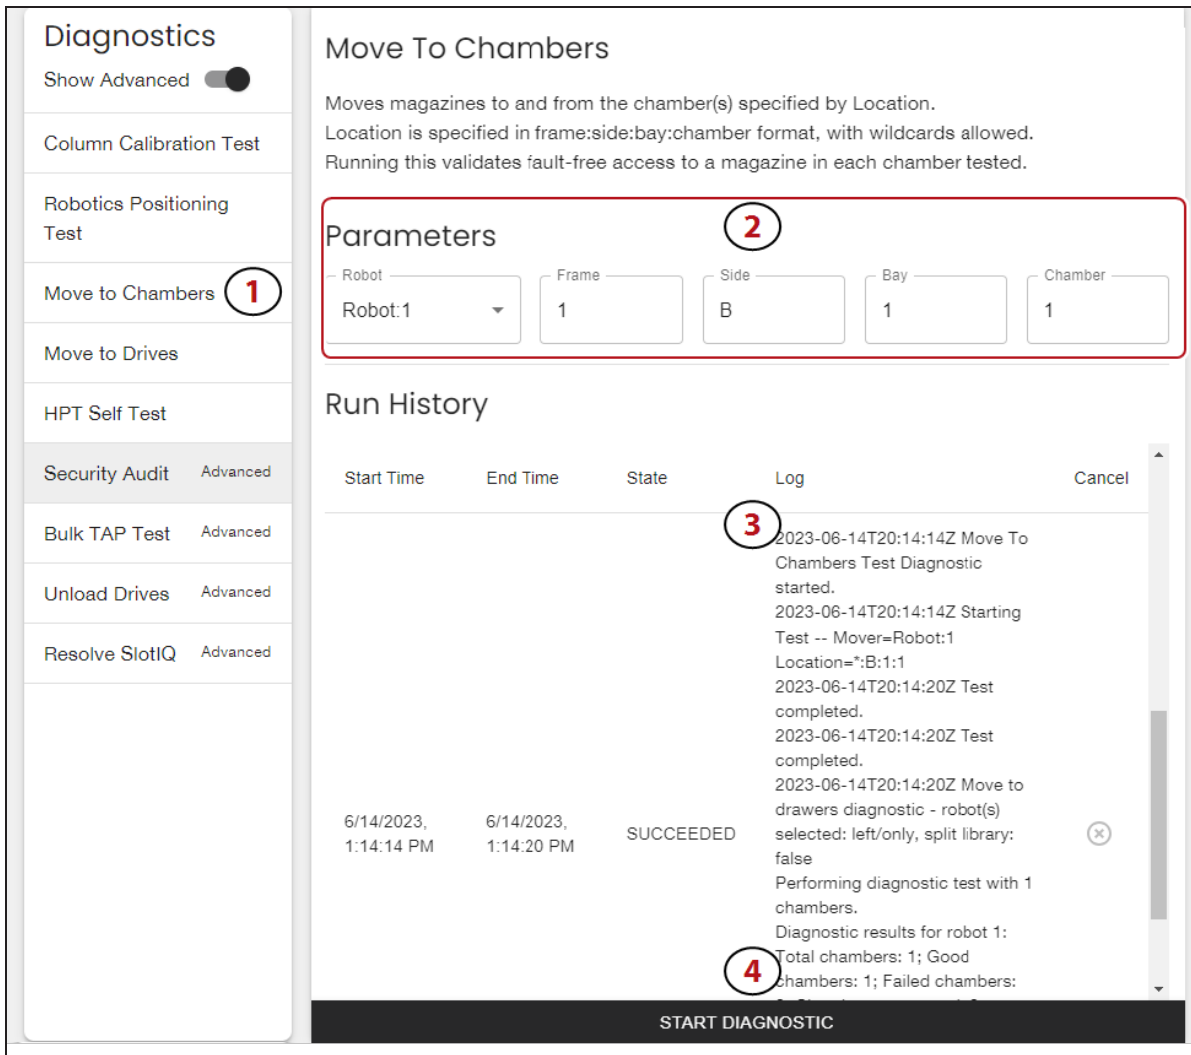 Diagnostics
Show Advanced
Column Calibration Test
Robotics Positioning
Test
Move to Chambers
1
Move to Drives
HPT Self Test
Security Audit Advanced
Bulk TAP Test Advanced
Unload Drives Advanced
Resolve SlotIQ Advanced
Move To Chambers
Moves magazines to and from the chamber(s) specified by Location.
Location is specified in frame:side:bay:chamber format, with wildcards allowed.
Running this validates fault-free access to a magazine in each chamber tested.
2
Parameters
Robot Frame Side Bay Chamber
Robot:1 1 B 1 1
Run History
Start Time End Time State Log Cancel
3
2023-06-14T20:14:14Z Move To
Chambers Test Diagnostic
started.
2023-06-14T20:14:14Z Starting
Test -- Mover=Robot:1
Location=*:B:1:1
2023-06-14T20:14:20Z Test
completed.
2023-06-14T20:14:20Z Test
completed.
2023-06-14T20:14:20Z Move to
drawers diagnostic - robot(s)
selected: left/only, split library:
false
6/14/2023,
1:14:14 PM
6/14/2023,
1:14:20 PM
SUCCEEDED
Performing diagnostic test with 1
chambers.
Diagnostic results for robot 1:
Total chambers: 1; Good
chambers: 1; Failed chambers:
4
START DIAGNOSTIC